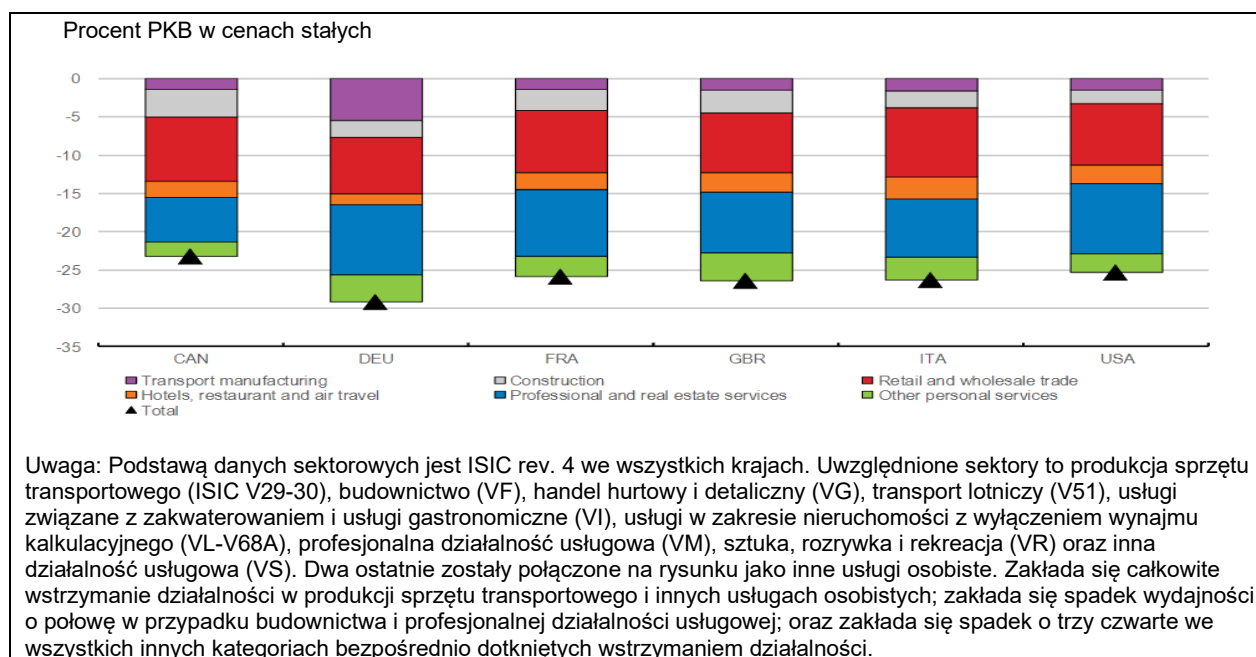 Procent PKB w cenach stałych
0
-5
-10
-15
-20
-25
-30
-35
CAN DEU FRA GBR ITA USA
Transport manufacturing Construction Retail and wholesale trade
Hotels, restaurant and air travel Professional and real estate services Other personal services
Total
Uwaga: Podstawą danych sektorowych jest ISIC rev. 4 we wszystkich krajach. Uwzględnione sektory to produkcja sprzętu
transportowego (ISIC V29-30), budownictwo (VF), handel hurtowy i detaliczny (VG), transport lotniczy (V51), usługi
związane z zakwaterowaniem i usługi gastronomiczne (VI), usługi w zakresie nieruchomości z wyłączeniem wynajmu
kalkulacyjnego (VL-V68A), profesjonalna działalność usługowa (VM), sztuka, rozrywka i rekreacja (VR) oraz inna
działalność usługowa (VS). Dwa ostatnie zostały połączone na rysunku jako inne usługi osobiste. Zakłada się całkowite
wstrzymanie działalności w produkcji sprzętu transportowego i innych usługach osobistych; zakłada się spadek wydajności
o połowę w przypadku budownictwa i profesjonalnej działalności usługowej; oraz zakłada się spadek o trzy czwarte we
wszystkich innych kategoriach bezpośrednio dotkniętych wstrzymaniem działalności.